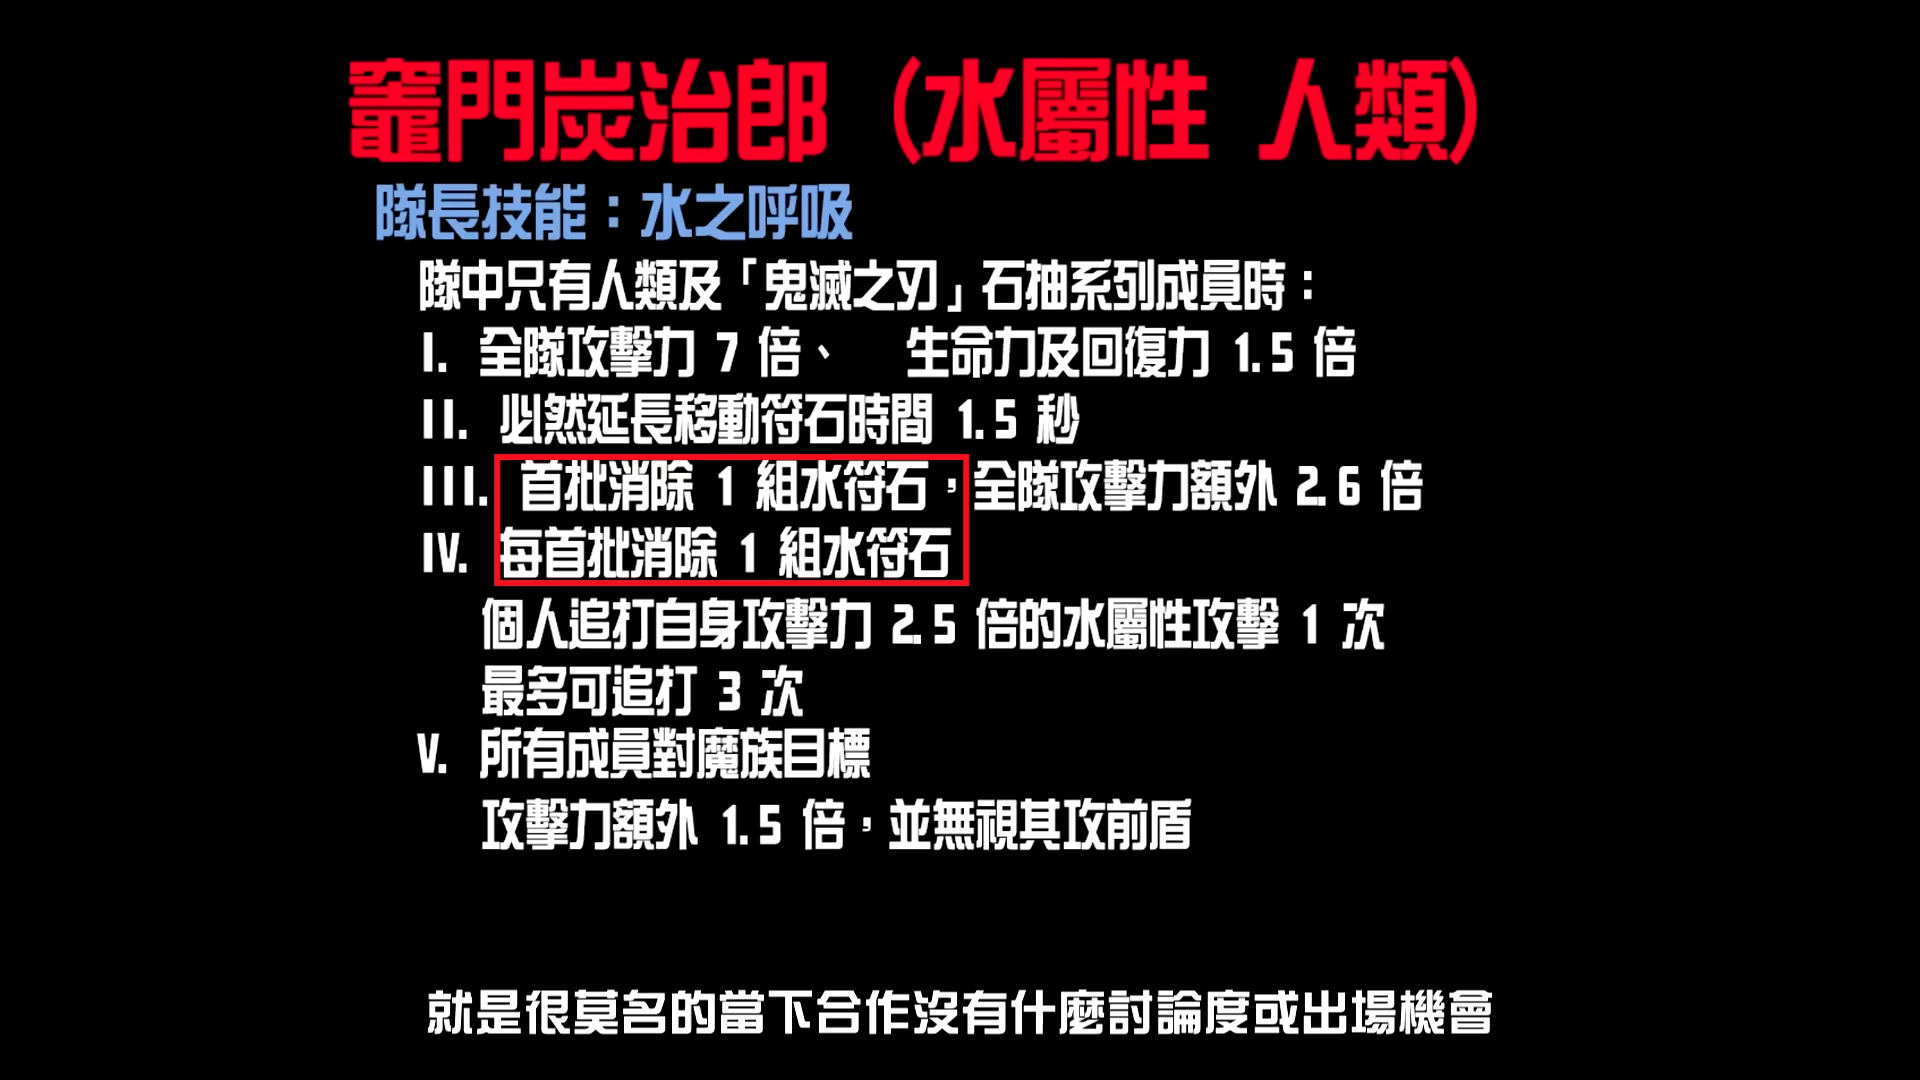 竈門炭治郎 (水屬性 人類)
隊長技能：水之呼吸
隊中只有人類及「鬼滅之刃」石抽系列成員時：
I. 全隊攻擊力 7 倍、 生命力及回復力 1.5 倍
II. 必然延長移動符石時間 1.5 秒
III. 首批消除 1 組水符石，全隊攻擊力額外 2.6 倍
IV. 每首批消除 1 組水符石
個人追打自身攻擊力 2.5 倍的水屬性攻擊 1 次
最多可追打 3 次
V. 所有成員對魔族目標
攻擊力額外 1.5 倍，並無視其攻前盾
就是很莫名的當下合作沒有什麼討論度或出場機會